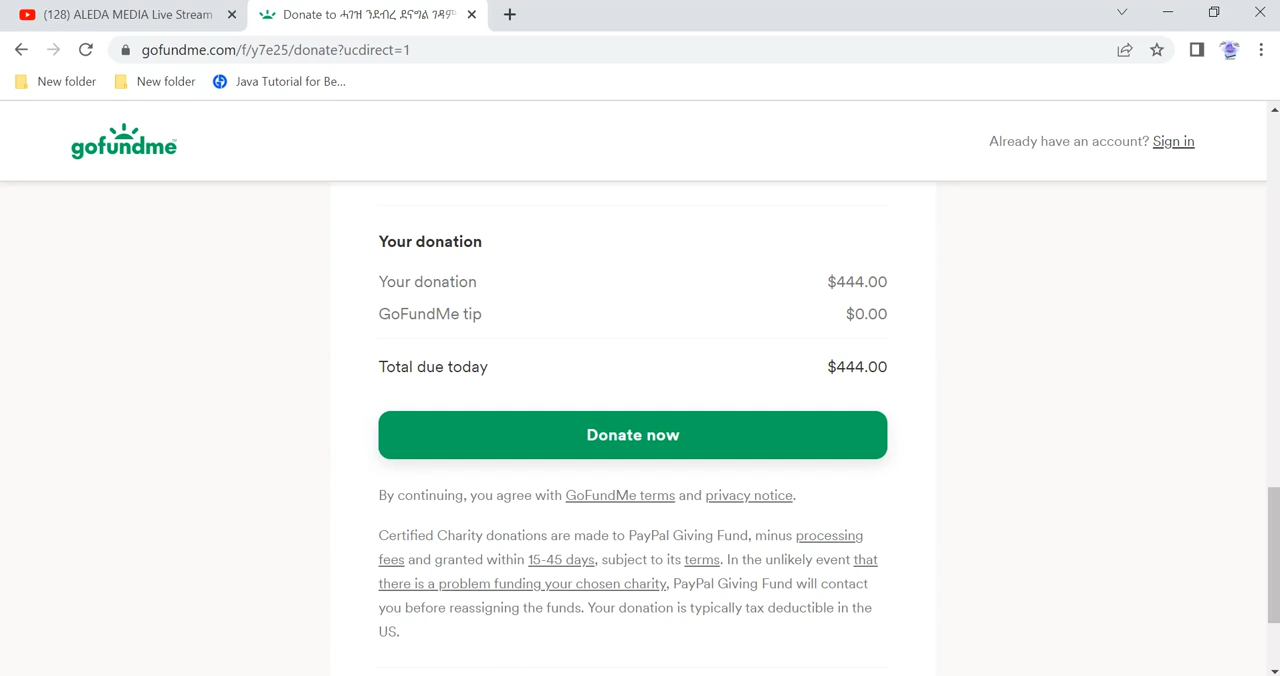 (128) ALEDA MEDIA Live Stream
Donate to ሓገዝ ንደብረ ደናግል ገዳም
gofundme.com/f/y7e25/donate?ucdirect=1
New folder
New folder
Java Tutorial for Be...
gofundme
Already have an account? Sign in
Your donation
Your donation $444.00
GoFundMe tip $0.00
Total due today $444.00
Donate now
By continuing, you agree with GoFundMe terms and privacy notice.
Certified Charity donations are made to PayPal Giving Fund, minus processing
fees and granted within 15-45 days, subject to its terms. In the unlikely event that
there is a problem funding your chosen charity, PayPal Giving Fund will contact
you before reassigning the funds. Your donation is typically tax deductible in the
US.